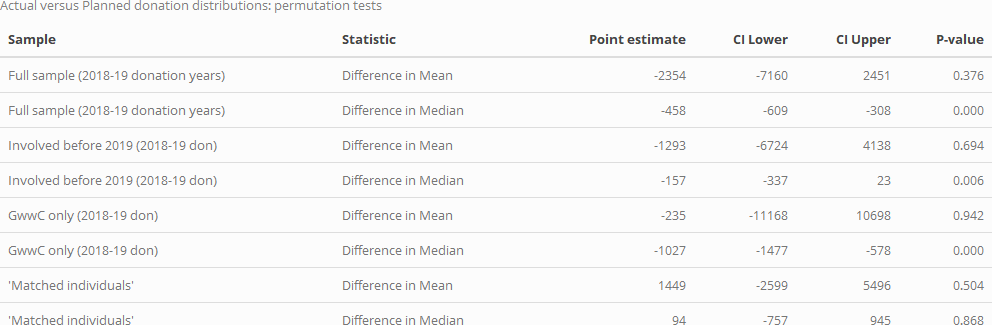 Actual versus Planned donation distributions: permutation tests
Sample Statistic Point estimate CI Lower CI Upper P-value
Full sample (2018-19 donation years) Difference in Mean -2354 -7160 2451 0.376
Full sample (2018-19 donation years) Difference in Median -458 -609 -308 0.000
Involved before 2019 (2018-19 don) Difference in Mean -1293 -6724 4138 0.694
Involved before 2019 (2018-19 don) Difference in Median -157 -337 23 0.006
GwwC only (2018-19 don) Difference in Mean -235 -11168 10698 0.942
GwwC only (2018-19 don) Difference in Median -1027 -1477 -578 0.000
'Matched individuals' Difference in Mean 1449 -2599 5496 0.504
'Matched individuals' Difference in Median 94 -757 945 0.868